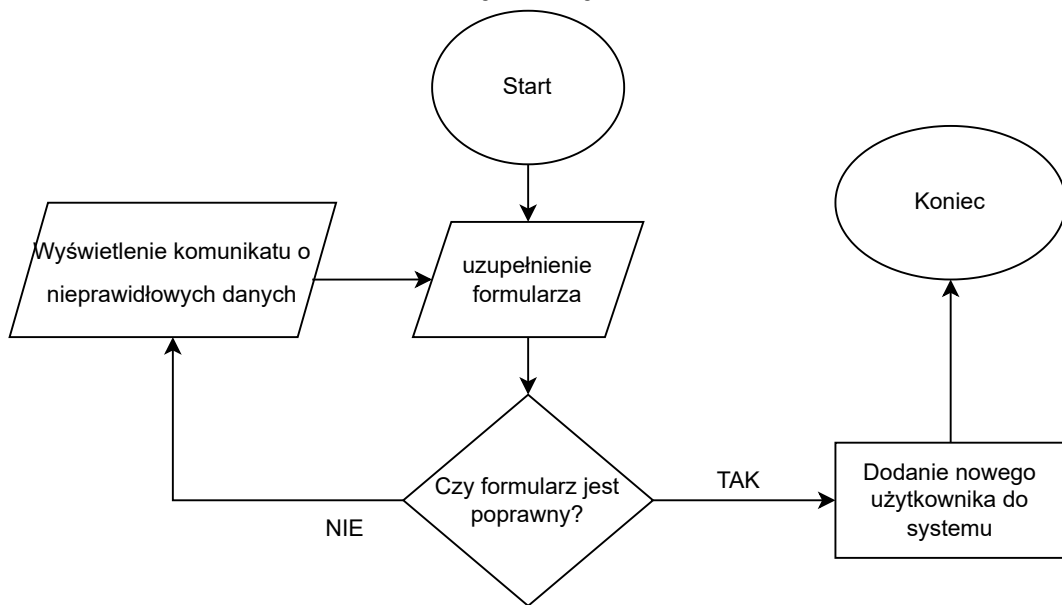 Start
Koniec
Wyświetlenie komunikatu o
nieprawidłowych danych
uzupełnienie
formularza
Czy formularz jest
poprawny?
NIE
TAK
Dodanie nowego
użytkownika do
systemu